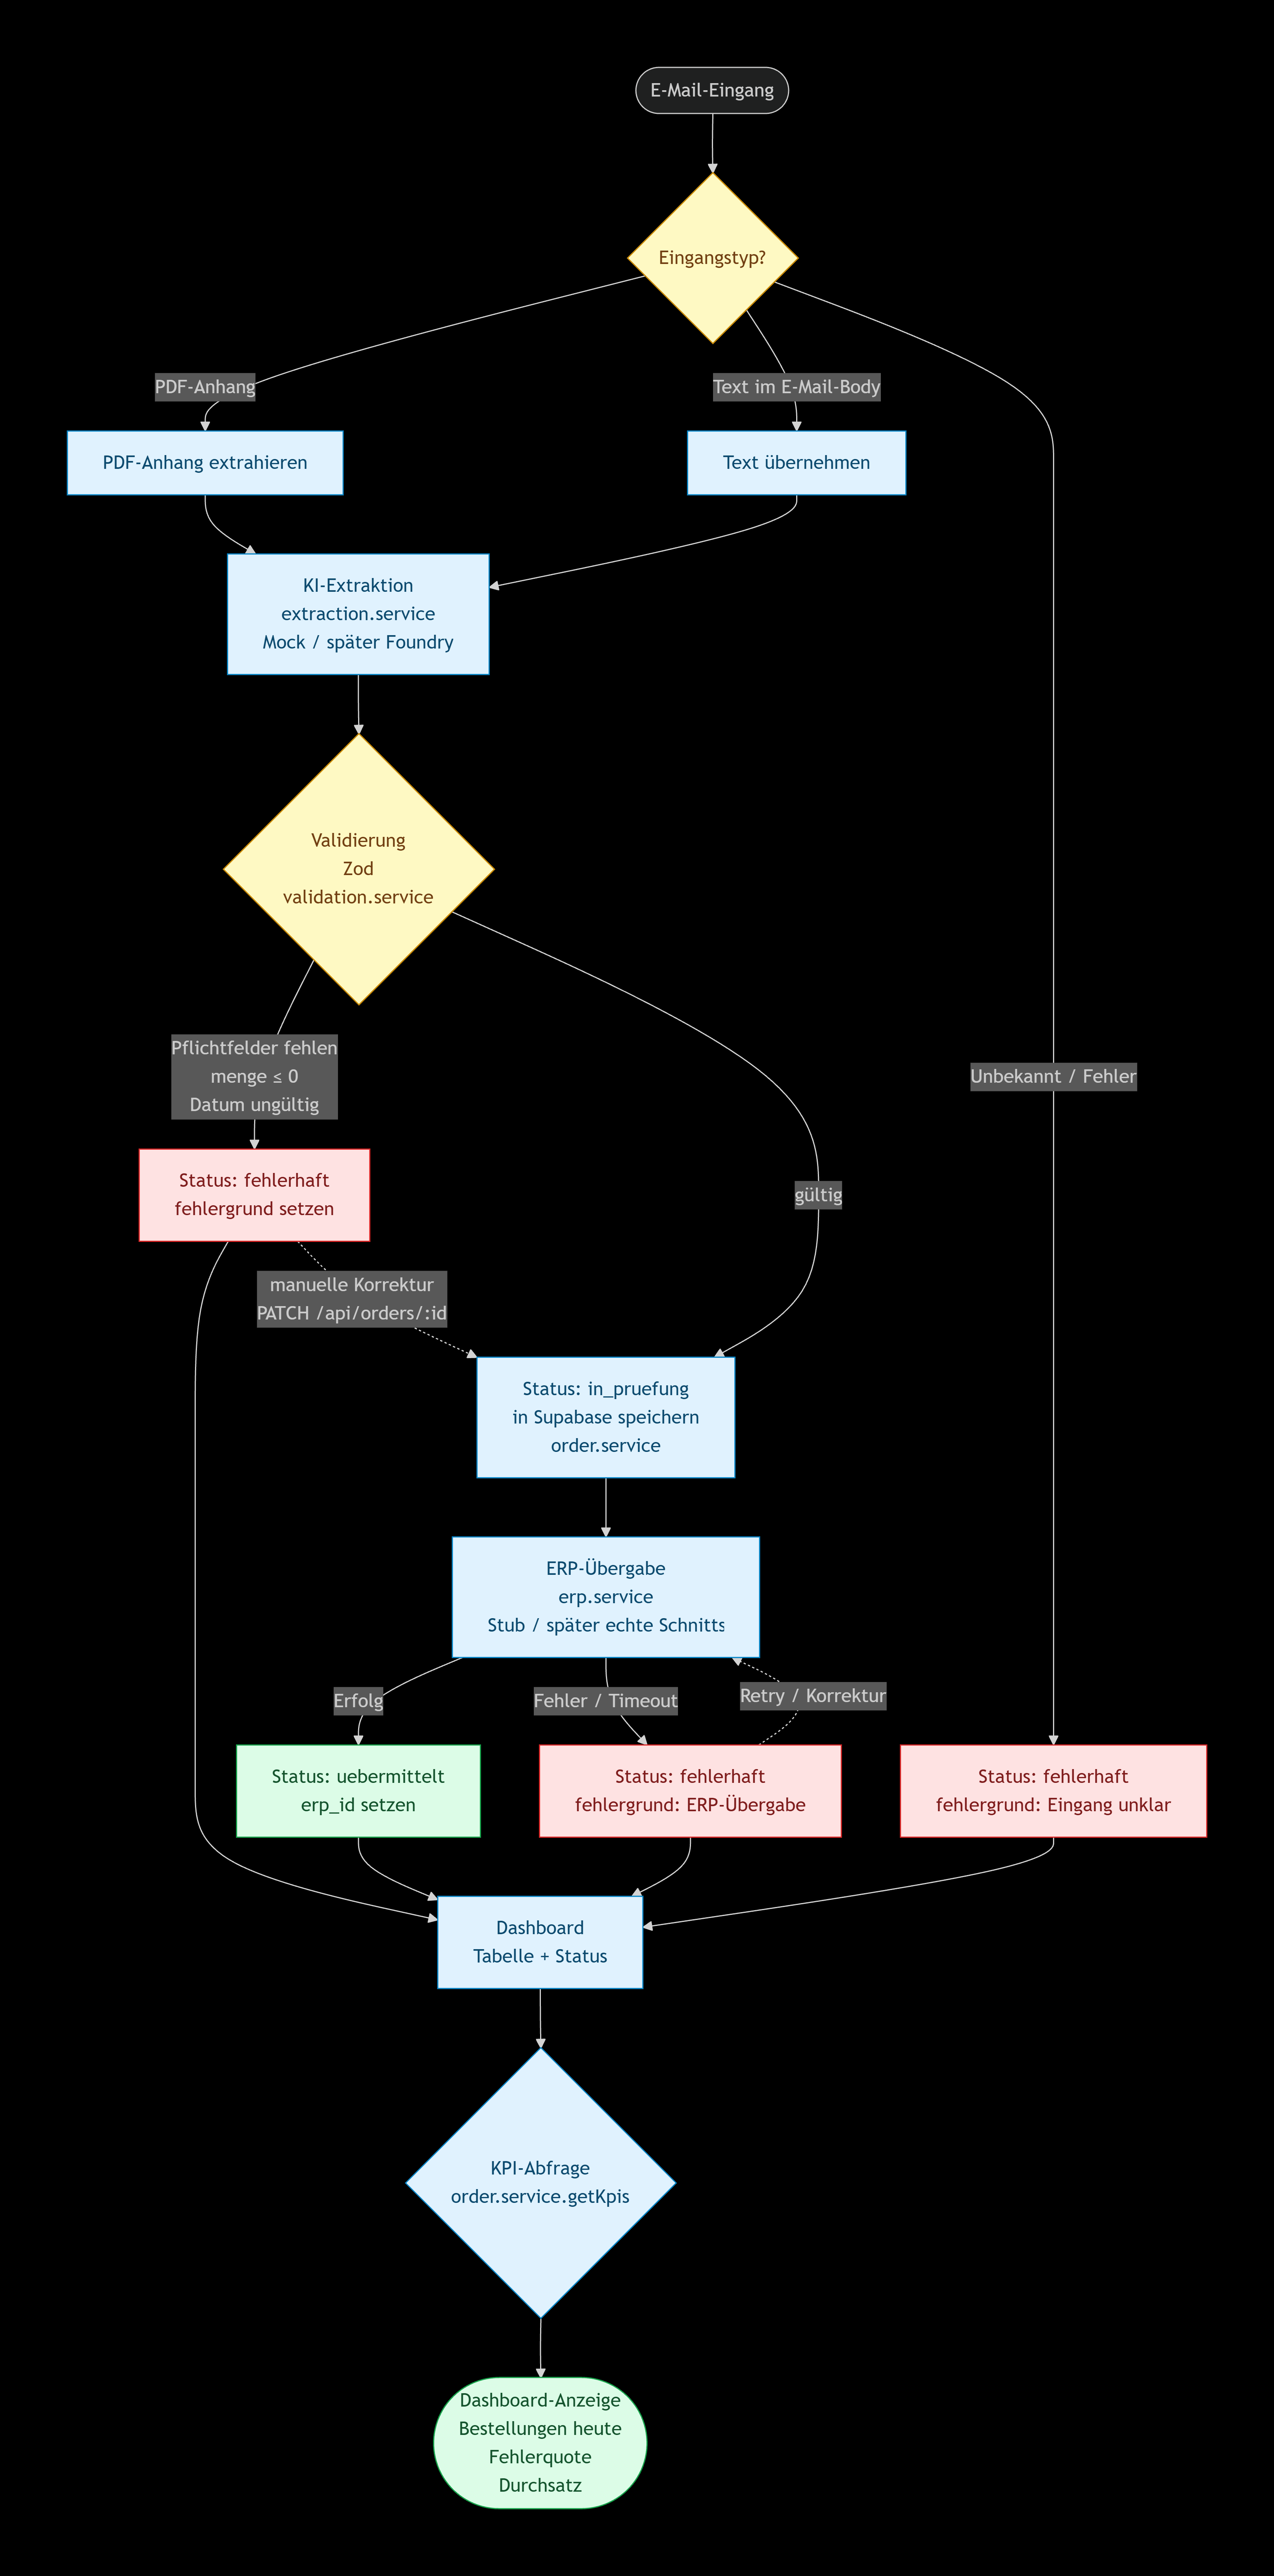 E-Mail-Eingang
Eingangstyp?
PDF-Anhang
Text im E-Mail-Body
PDF-Anhang extrahieren
Text übernehmen
KI-Extraktion
extraction.service
Mock / später Foundry
Validierung
Zod
validation.service
Pflichtfelder fehlen
menge ≤ 0
Datum ungültig
Unbekannt / Fehler
Status: fehlerhaft
fehlergrund setzen
gültig
manuelle Korrektur
PATCH /api/orders/:id
Status: in_pruefung
in Supabase speichern
order.service
ERP-Übergabe
erp.service
Stub / später echte Schnitts
Erfolg
Fehler / Timeout
Retry / Korrektur
Status: uebermittelt
erp_id setzen
Status: fehlerhaft
fehlergrund: ERP-Übergabe
Status: fehlerhaft
fehlergrund: Eingang unklar
Dashboard
Tabelle + Status
KPI-Abfrage
order.service.getKpis
Dashboard-Anzeige
Bestellungen heute
Fehlerquote
Durchsatz